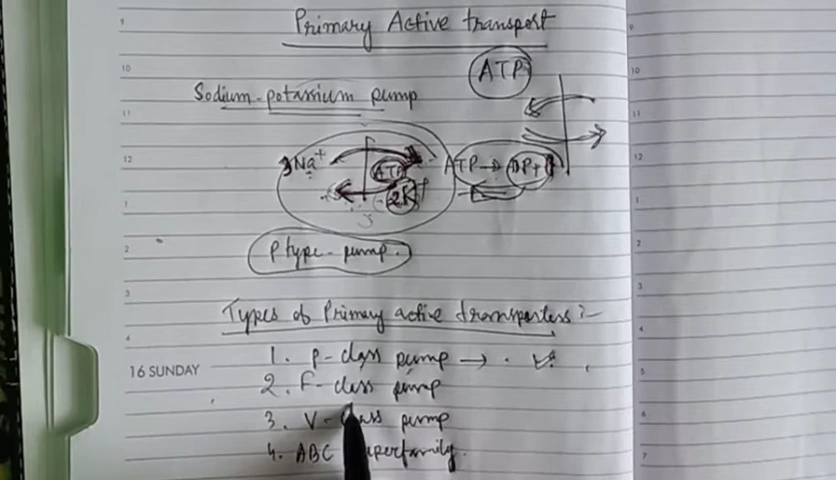 Primary Active transport
ATP
Sodium-potassium pump
3Na+ ATP 2K+ ATP → ADP+P
P type-pump.
Types of Primary active transporters:-
1. P-class pump →
16 SUNDAY
2. F-class pump
3. V-class pump
4. ABC superfamily.